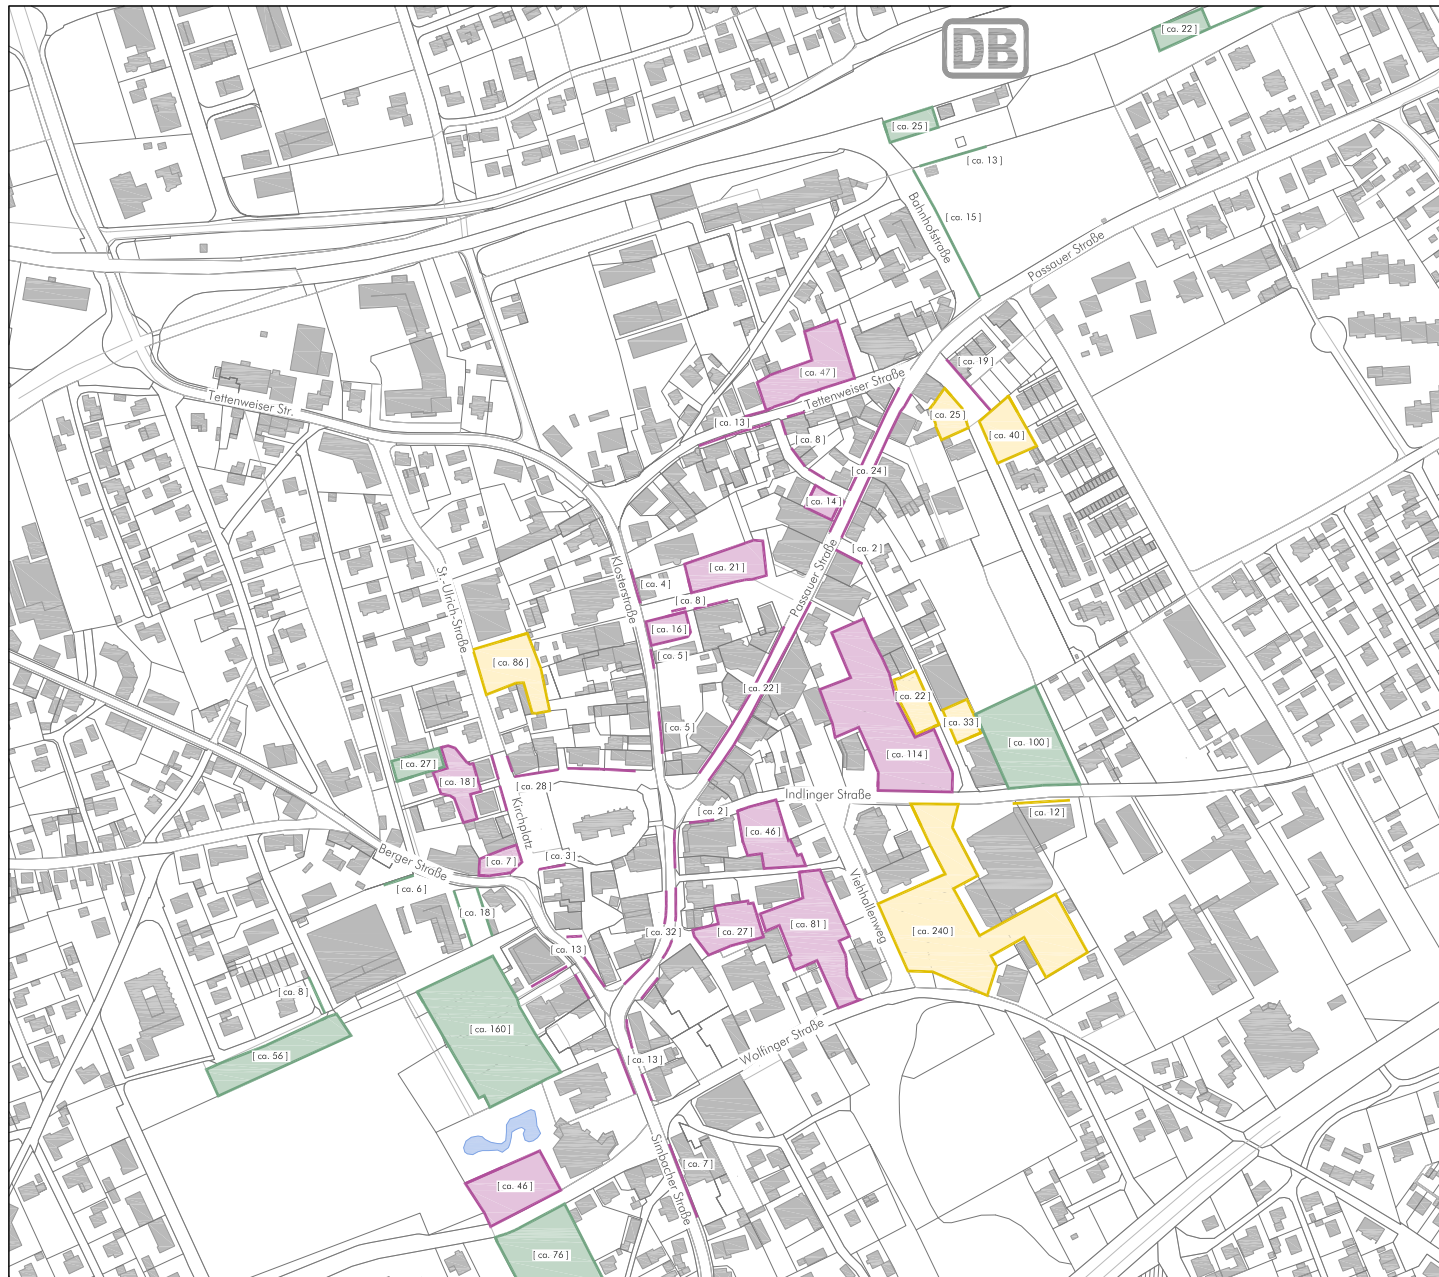 [ ca. 22 ]
DB
[ ca. 25 ]
[ ca. 13 ]
[ ca. 15 ]
Bahnhofstraße
Passauer Straße
[ ca. 19 ]
[ ca. 47 ]
Tettenweiser Straße
Tettenweiser Str.
[ ca. 25 ]
[ ca. 13 ]
[ ca. 40 ]
[ ca. 8 ]
[ ca. 24 ]
[ ca. 14 ]
[ ca. 2 ]
Passauer Straße
[ ca. 21 ]
[ ca. 4 ]
Klosterstraße
St.-Ulrich-Straße
[ ca. 8 ]
[ ca. 16 ]
[ ca. 5 ]
[ ca. 86 ]
[ ca. 22 ]
[ ca. 22 ]
[ ca. 33 ]
[ ca. 5 ]
[ ca. 100 ]
[ ca. 114 ]
[ ca. 27 ]
[ ca. 18 ]
[ ca. 28 ]
Indlinger Straße
Kirchplatz
[ ca. 2 ]
[ ca. 12 ]
[ ca. 46 ]
Berger Straße
[ ca. 7 ]
[ ca. 3 ]
[ ca. 6 ]
Viehhallenweg
[ ca. 18 ]
[ ca. 81 ]
[ ca. 32 ]
[ ca. 27 ]
[ ca. 240 ]
[ ca. 13 ]
[ ca. 8 ]
[ ca. 160 ]
Wolfinger Straße
[ ca. 56 ]
[ ca. 13 ]
Simbacher Straße
[ ca. 7 ]
[ ca. 46 ]
[ ca. 76 ]